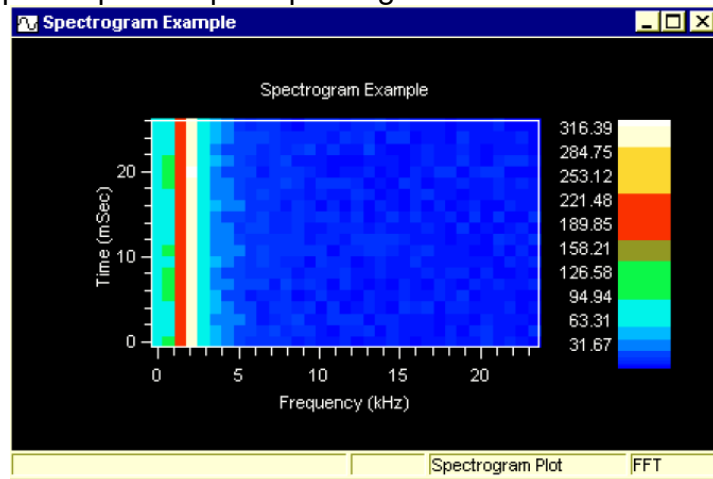 Spectrogram Example
Spectrogram Example
316.39
284.75
253.12
221.48
189.85
158.21
126.58
94.94
63.31
31.67
Time (mSec)
20
10
0
0 5 10 15 20
Frequency (kHz)
Spectrogram Plot FFT